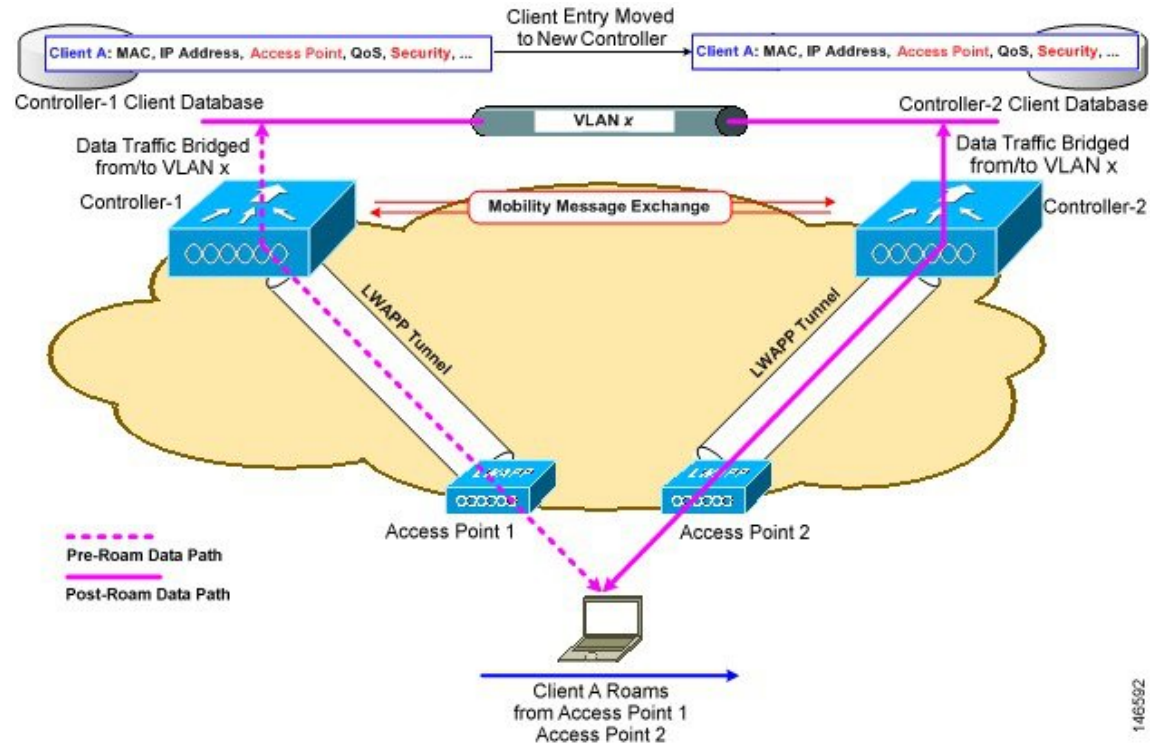 Client Entry Moved
to New Controller
Client A: MAC, IP Address, Access Point, QoS, Security, ...
Client A: MAC, IP Address, Access Point, QoS, Security, ...
Controller-1 Client Database
Controller-2 Client Database
VLAN x
Data Traffic Bridged
from/to VLAN x
Data Traffic Bridged
from/to VLAN x
Controller-1
Mobility Message Exchange
Controller-2
LWAPP Tunnel
LWAPP Tunnel
LWAPP
LWAPP
Access Point 1
Access Point 2
Pre-Roam Data Path
Post-Roam Data Path
Client A Roams
from Access Point 1
Access Point 2
146592